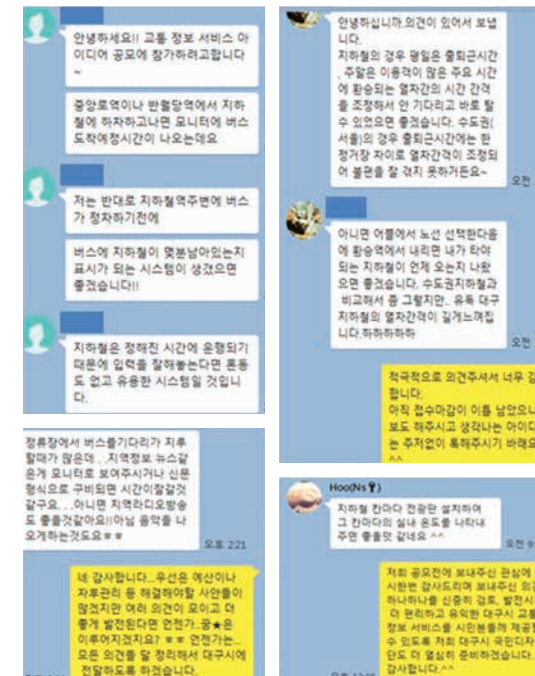 안녕하세요!! 교통 정보 서비스 아
이디어 공모에 참가하려고합니다
~
중앙로역이나 반월당역에서 지하
철에 하차하고나면 모니터에 버스
도착예정시간이 나오는데요
저는 반대로 지하철역주변에 버스
가 정차하기전에
버스에 지하철이 몇분남아있는지
표시가 되는 시스템이 생겼으면
좋겠습니다!!
지하철은 정해진 시간에 운행되기
때문에 입력을 잘해놓는다면 혼동
도 없고 유용한 시스템일 것입니
다.
정류장에서 버스를기다리가 지루
할때가 많은데...지역정보 뉴스같
은게 모니터로 보여주시거나 신문
형식으로 구비되면 시간이잘갈것
같구요...아니면 지역라디오방송
도 좋을것같아요!!아님 음악을 나
오게하는것도요ㅎㅎ
오후 2:21
네 감사합니다...우선은 예산이나
차후관리 등 해결해야할 사안들이
많겠지만 여러 의견이 모이고 더
좋게 발전된다면 언젠가..꿈★은
이루어지겠지요? ㅎㅎ 언젠가는...
모든 의견들 달 정리해서 대구시에
전달하도록 하겠습니다.
안녕하십니까.의견이 있어서 보냅
니다.
지하철의 경우 평일은 출퇴근시간
, 주말은 이용객이 많은 주요 시간
에 환승되는 열차간의 시간 간격
을 조정해서 안 기다리고 바로 탈
수 있었으면 좋겠습니다. 수도권(
서울)의 경우 출퇴근시간에는 한
정거장 차이로 열차간격이 조정되
어 불편을 잘 겪지 못하거든요~
오전
아니면 어플에서 노선 선택한다음
에 환승역에서 내리면 내가 타야
되는 지하철이 언제 오는지 나왔
으면 좋겠습니다. 수도권지하철과
비교해서 좀 그렇지만.. 유독 대구
지하철의 열차간격이 길게느껴집
니다.하하하하하
오전
적극적으로 의견주셔서 너무 감
합니다.
아직 접수마감이 이틀 남았으니
보도 해주시고 생각나는 아이디
는 주저없이 톡해주시기 바래요
^^
Hoo(Ns)
지하철 칸마다 전광판 설치하여
그 칸마다의 실내 온도를 나타내
주면 좋을것 같네요 ^^
오전 9
저희 공모전에 보내주신 관심에
시한번 감사드리며 보내주신 의견
하나하나를 신중히 검토, 발전시
더 편리하고 유익한 대구시 교통
정보 서비스를 시민분들께 제공할
수 있도록 저희 대구시 국민디자
단도 더 열심히 준비하겠습니다.
감사합니다.^^